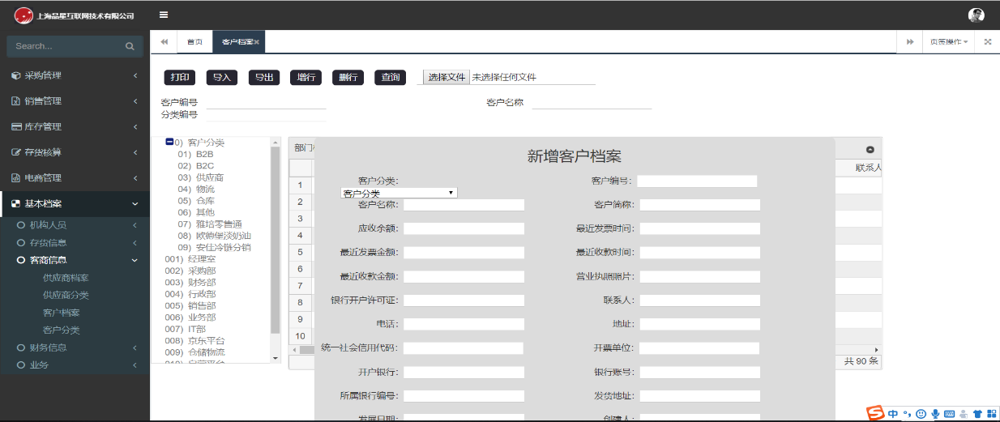 上海品星互联网技术有限公司
Search...
采购管理
销售管理
库存管理
存货核算
电商管理
基本档案
机构人员
存货信息
客商信息
供应商档案
供应商分类
客户档案
客户分类
财务信息
业务
首页
客户档案
页签操作
打印 导入 导出 增行 删行 查询 选择文件 未选择任何文件
客户编号
客户名称
分类编号
0) 客户分类
01) B2B
02) B2C
03) 供应商
04) 物流
05) 仓库
06) 其他
07) 雅培零售通
08) 欧德堡淡奶油
09) 安佳冷链分销
001) 经理室
002) 采购部
003) 财务部
004) 行政部
005) 销售部
006) 业务部
007) IT部
008) 京东平台
009) 仓储物流
部门
联系人
1
2
3
4
5
6
7
8
9
10
共 90 条
新增客户档案
客户分类:
客户分类
客户编号:
客户名称:
客户简称:
应收余额:
最近发票时间:
最近发票金额:
最近收款时间:
最近收款金额:
营业执照照片:
银行开户许可证:
联系人:
电话:
地址:
统一社会信用代码:
开票单位:
开户银行:
银行账号:
所属银行编号:
发货地址:
发展日期:
创建人:
中